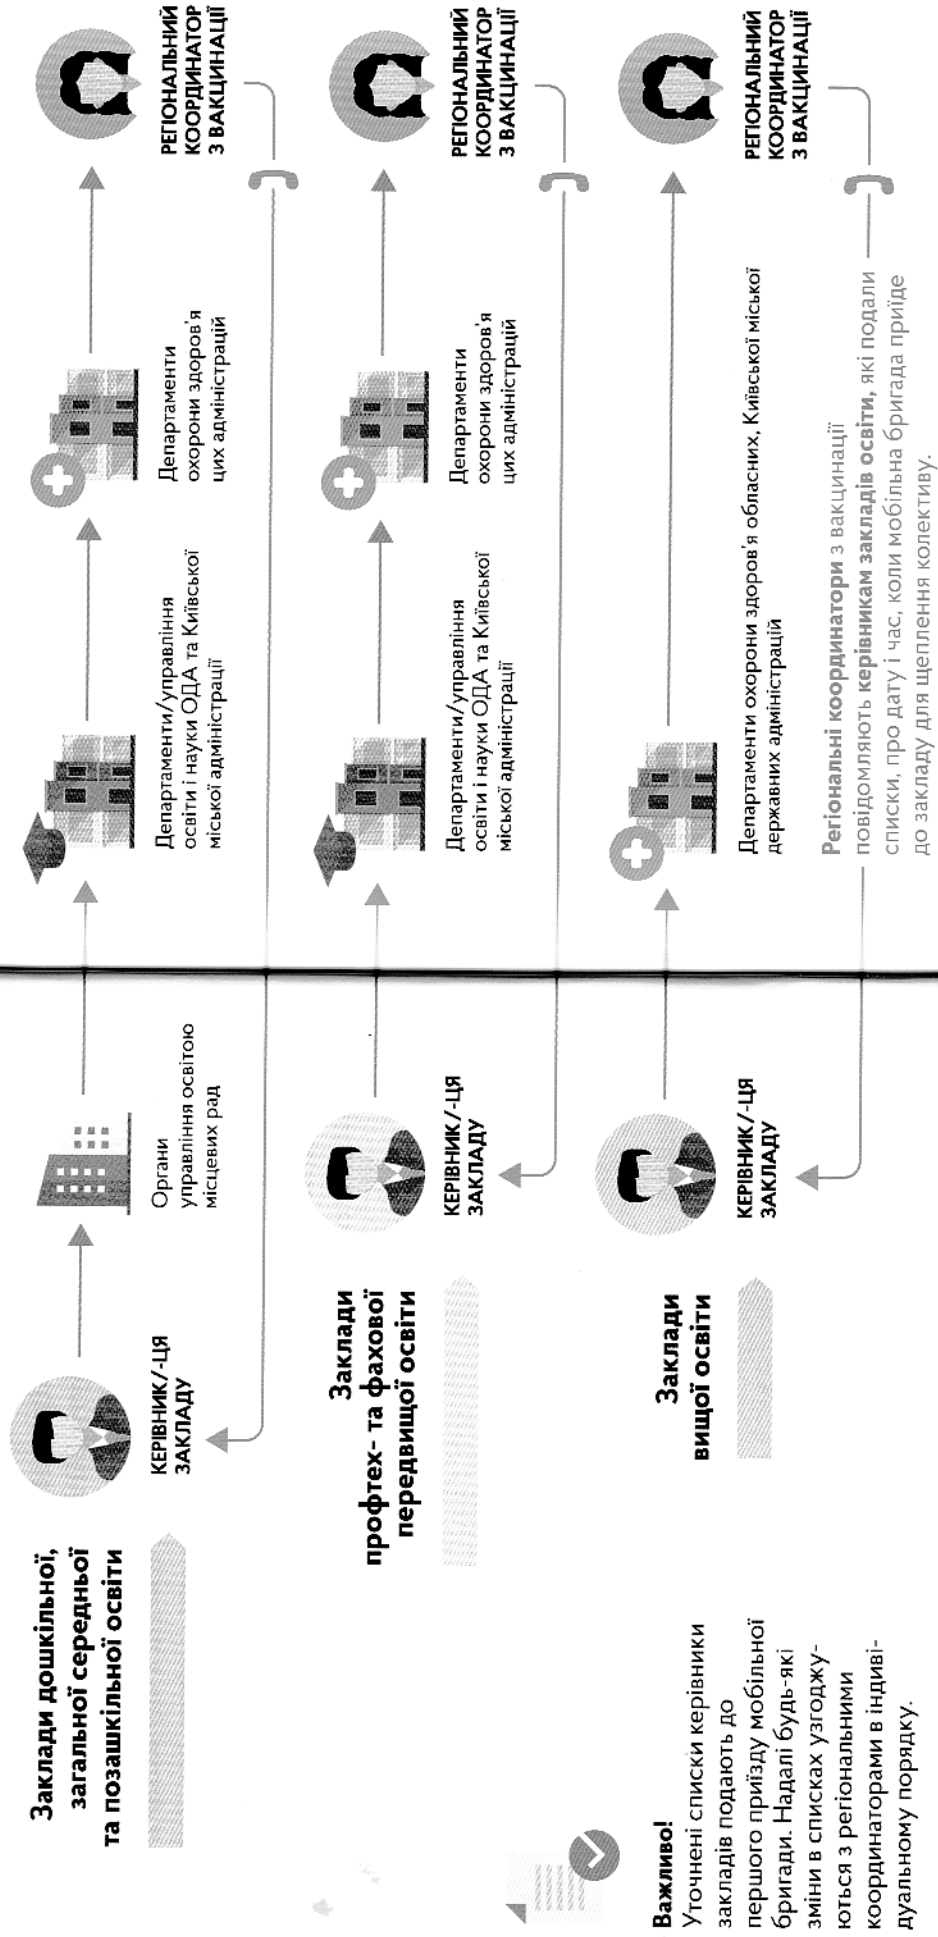 Заклади дошкільної,
загальної середньої
та позашкільної освіти
КЕРІВНИК/-ЦЯ
ЗАКЛАДУ
Органи
управління освітою
місцевих рад
Департаменти/управління
освіти і науки ОДА та Київської
міської адміністрації
Департаменти
охорони здоров'я
цих адміністрацій
РЕГІОНАЛЬНИЙ
КООРДИНАТОР
З ВАКЦИНАЦІЇ
Заклади
профтех- та фахової
передвищої освіти
КЕРІВНИК/-ЦЯ
ЗАКЛАДУ
Департаменти/управління
освіти і науки ОДА та Київської
міської адміністрації
Департаменти
охорони здоров'я
цих адміністрацій
РЕГІОНАЛЬНИЙ
КООРДИНАТОР
З ВАКЦИНАЦІЇ
Заклади
вищої освіти
КЕРІВНИК/-ЦЯ
ЗАКЛАДУ
Департаменти охорони здоров'я обласних, Київської міської
державних адміністрацій
РЕГІОНАЛЬНИЙ
КООРДИНАТОР
З ВАКЦИНАЦІЇ
Регіональні координатори з вакцинації
повідомляють керівникам закладів освіти, які подали
списки, про дату і час, коли мобільна бригада приїде
до закладу для щеплення колективу.
Важливо!
Уточнені списки керівники
закладів подають до
першого приїзду мобільної
бригади. Надалі будь-які
зміни в списках узгоджу-
ються з регіональними
координаторами в індиві-
дуальному порядку.